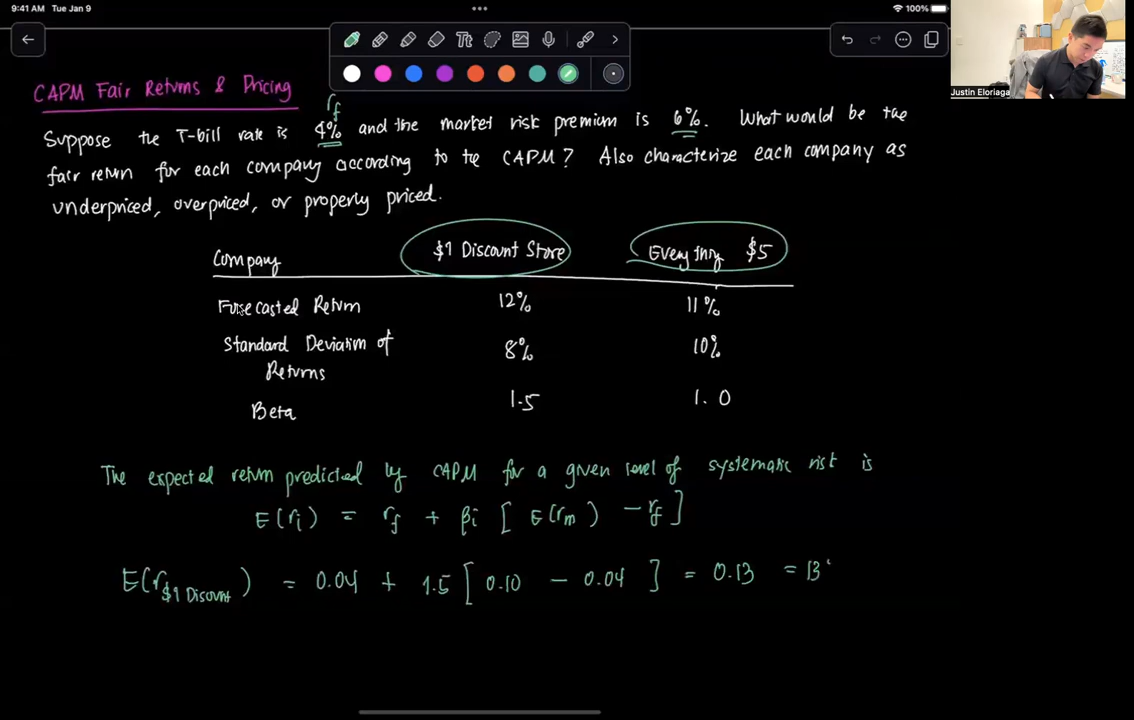 9:41 AM Tue Jan 9
100%
Justin Eloriaga
CAPM Fair Returns & Pricing
rf
Suppose the T-bill rate is 4% and the market risk premium is 6%. What would be the
fair return for each company according to the CAPM? Also characterize each company as
underpriced, overpriced, or properly priced.
Company $1 Discount Store Everything $5
Forecasted Return 12% 11%
Standard Deviation of
Returns 8% 10%
Beta 1.5 1.0
The expected return predicted by CAPM for a given level of systematic risk is
E(ri) = rf + βi [E(rm) - rf]
E(r$1 Discount) = 0.04 + 1.5 [0.10 - 0.04] = 0.13 = 13